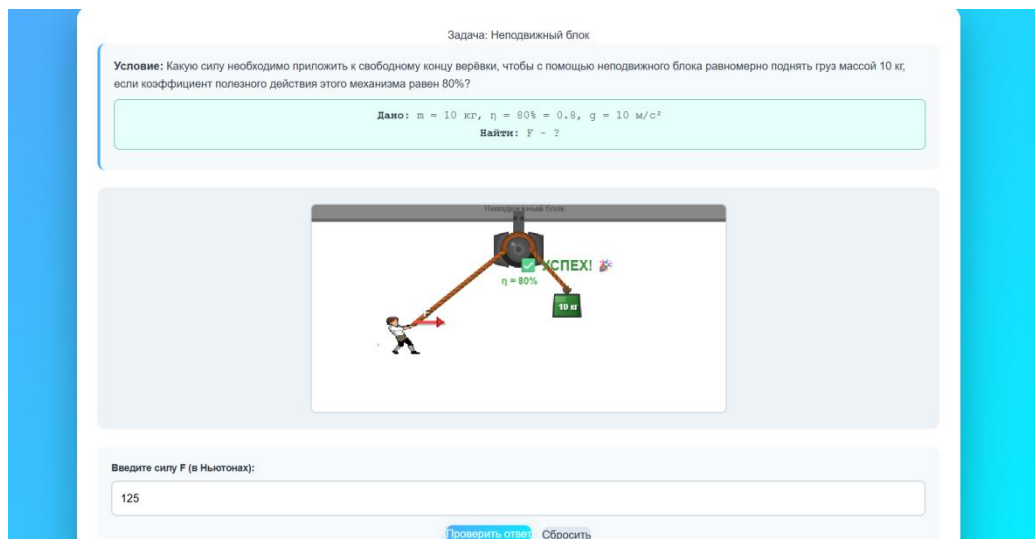 Задача: Неподвижный блок
Условие: Какую силу необходимо приложить к свободному концу верёвки, чтобы с помощью неподвижного блока равномерно поднять груз массой 10 кг,
если коэффициент полезного действия этого механизма равен 80%?
Дано: m = 10 кг, η = 80% = 0.8, g = 10 м/с²
Найти: F - ?
Неподвижный блок
✅ УСПЕХ! 🎉
η = 80%
10 кг
F
Введите силу F (в Ньютонах):
125
Проверить ответ Сбросить